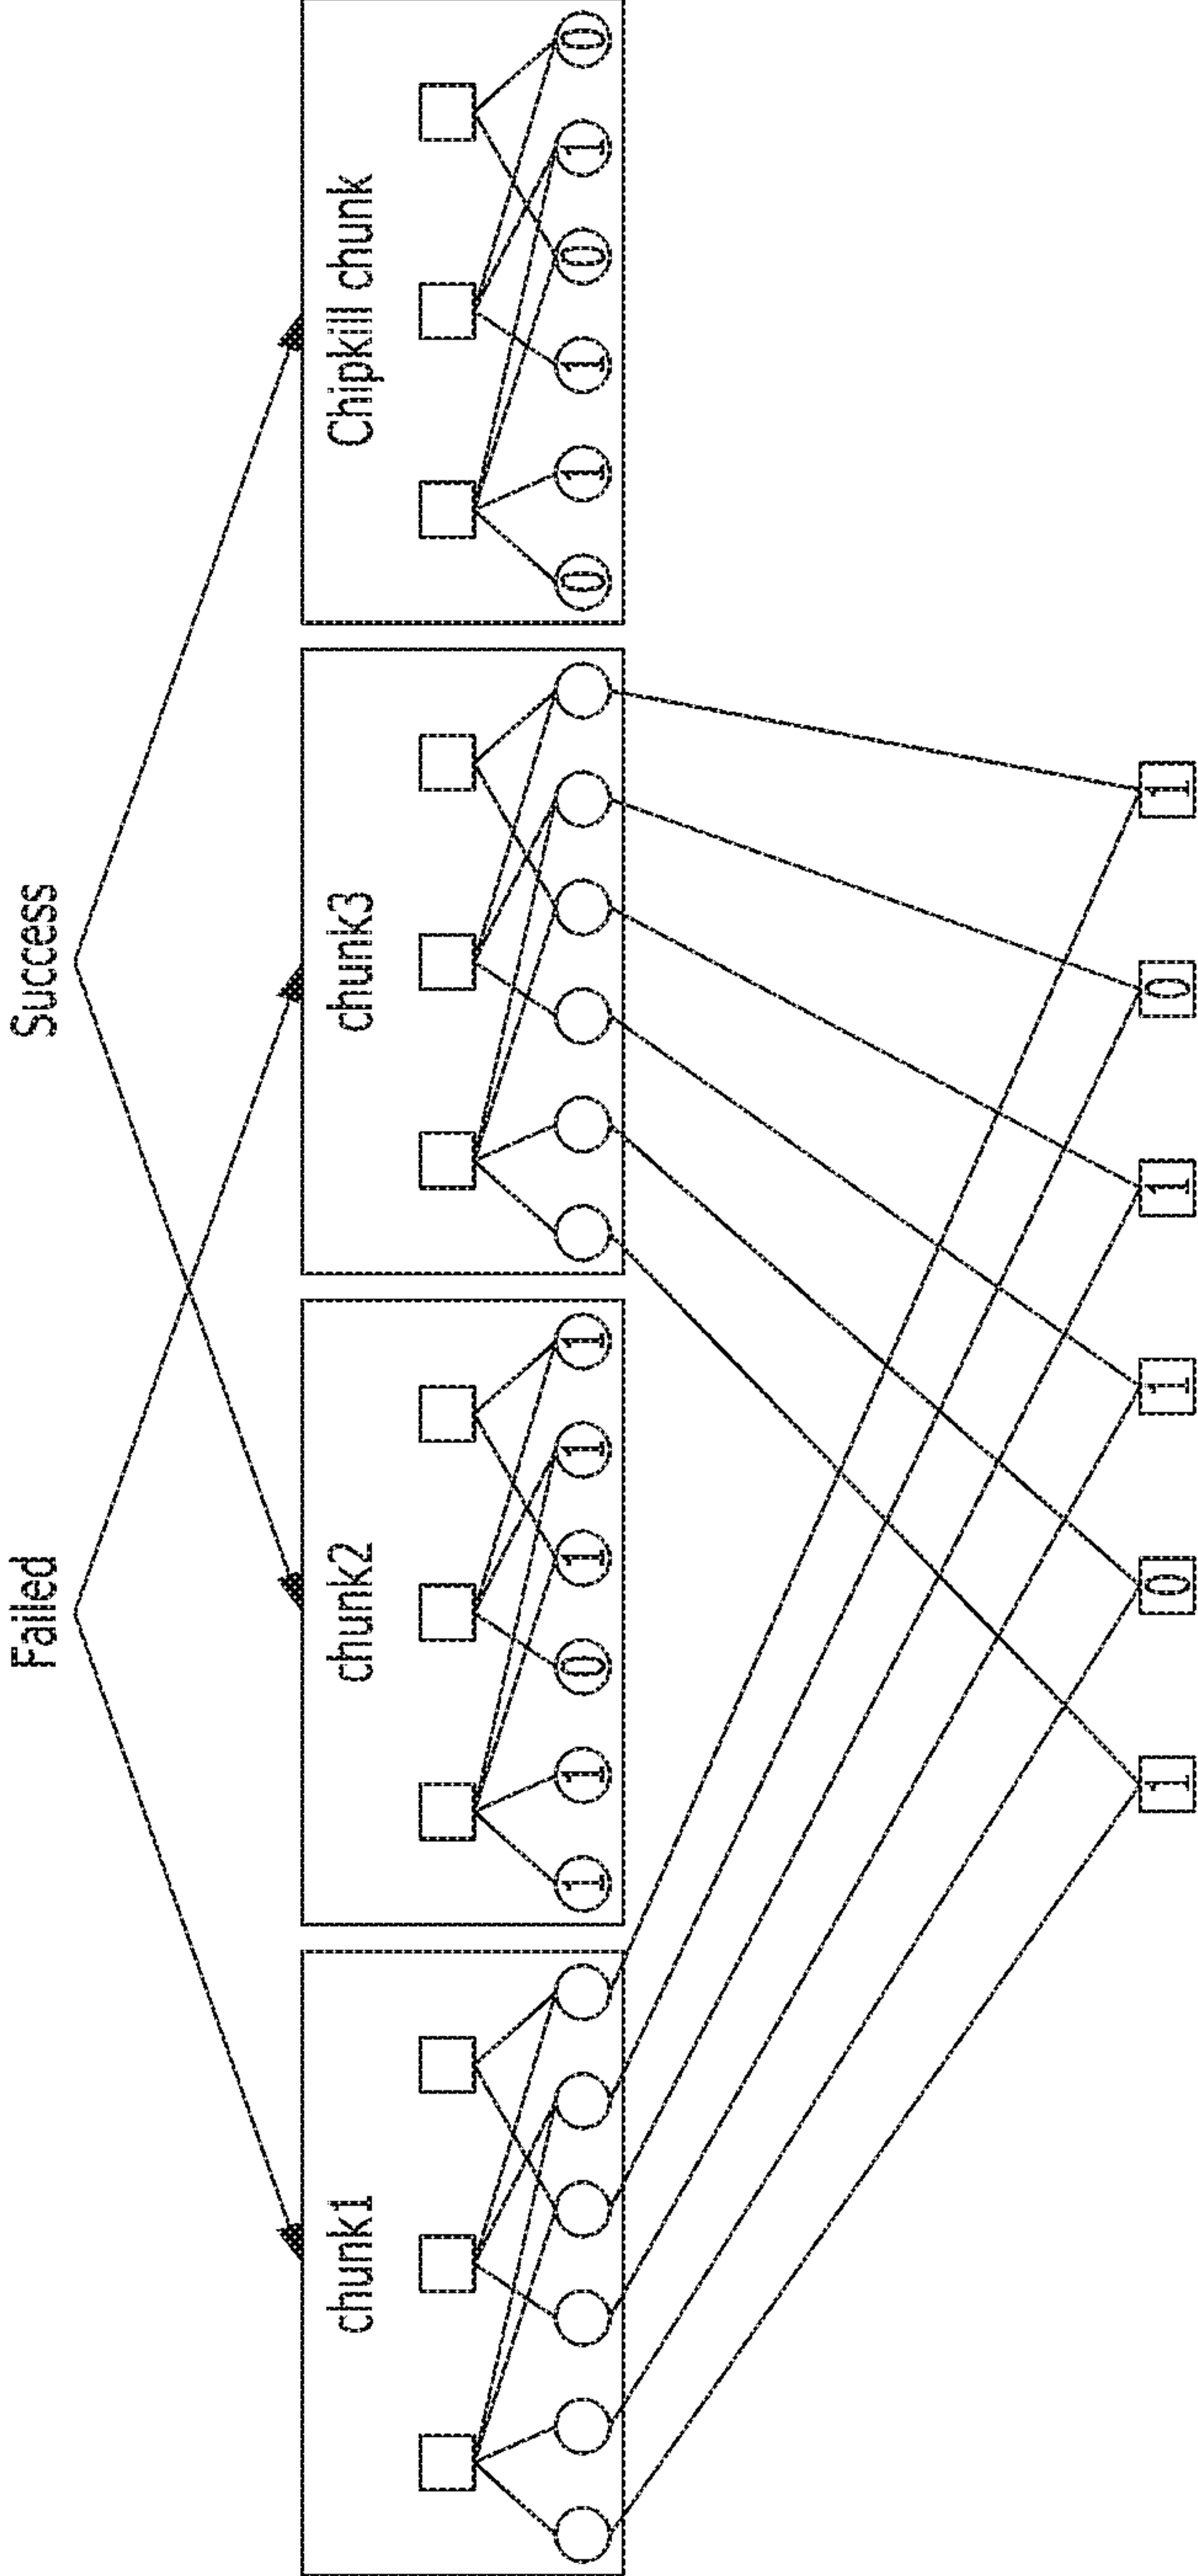 Failed Success
chunk1 chunk2 chunk3 Chipkill chunk
1 1 0 1 1 1 0 1 1 0 1 0
1 0 1 1 0 1